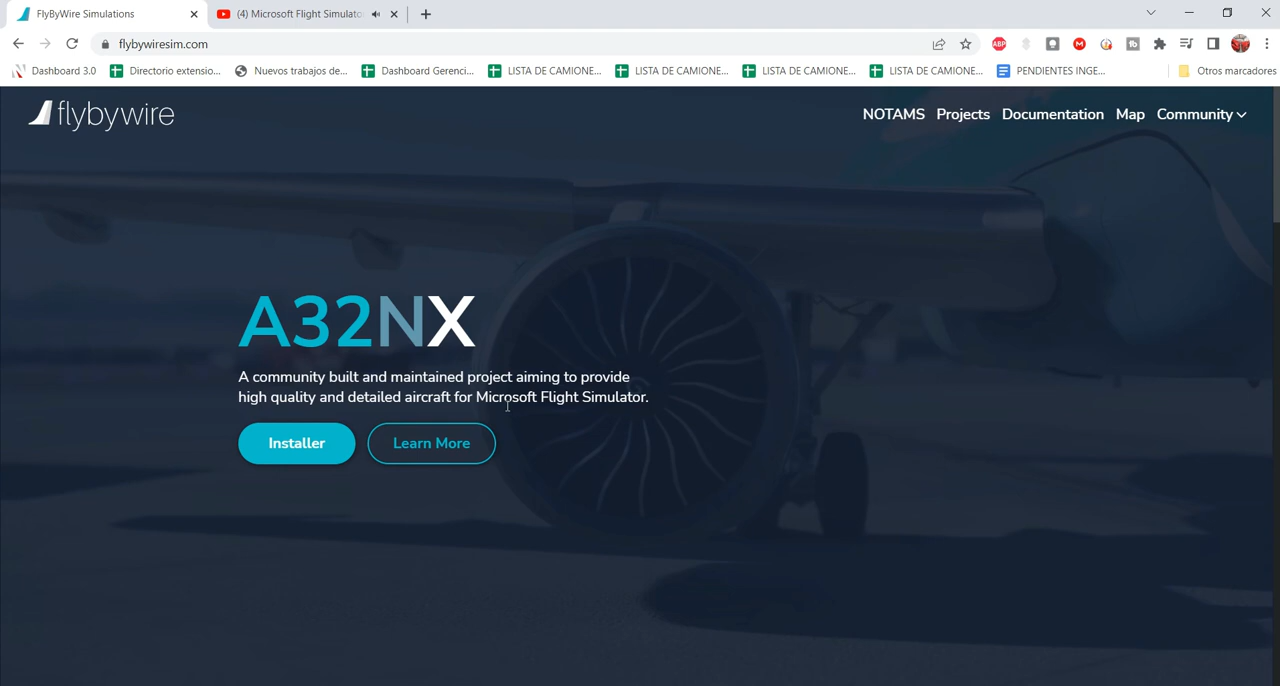 FlyByWire Simulations
(4) Microsoft Flight Simulato
flybywiresim.com
ABP
M
tb
Dashboard 3.0
Directorio extensio...
Nuevos trabajos de...
Dashboard Gerenci...
LISTA DE CAMIONE...
LISTA DE CAMIONE...
LISTA DE CAMIONE...
LISTA DE CAMIONE...
PENDIENTES INGE...
Otros marcadores
flybywire
NOTAMS Projects Documentation Map Community
A32NX
A community built and maintained project aiming to provide
high quality and detailed aircraft for Microsoft Flight Simulator.
Installer
Learn More